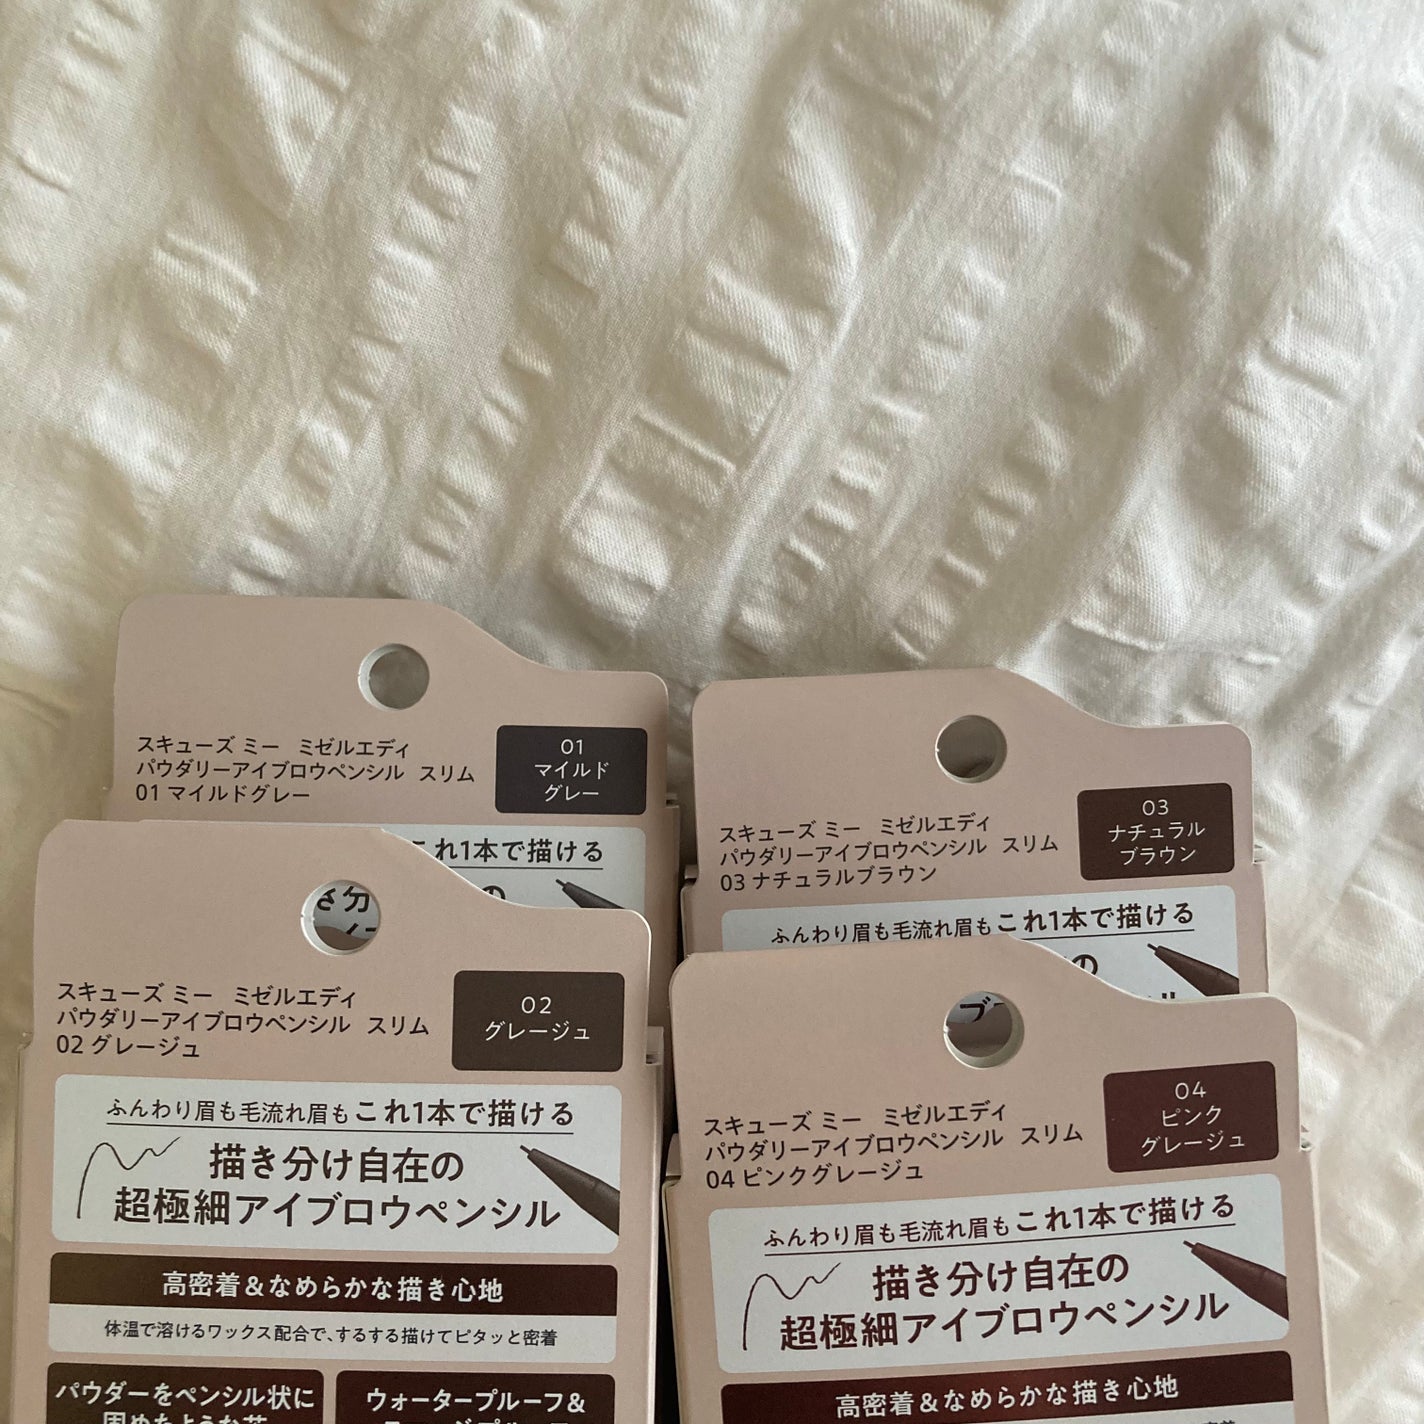 スキューズ ミー ミゼルエディ
パウダリーアイブロウペンシル スリム
01 マイルドグレー
01
マイルド
グレー
これ1本で描ける
の
スキューズ ミー ミゼルエディ
パウダリーアイブロウペンシル スリム
03 ナチュラルブラウン
03
ナチュラル
ブラウン
ふんわり眉も毛流れ眉もこれ1本で描ける
の
さ分
スキューズ ミー ミゼルエディ
パウダリーアイブロウペンシル スリム
02 グレージュ
02
グレージュ
ふんわり眉も毛流れ眉もこれ1本で描ける
描き分け自在の
超極細アイブロウペンシル
高密着&なめらかな描き心地
体温で溶けるワックス配合で、するする描けてピタッと密着
パウダーをペンシル状に
固めたような芯
ウォータープルーフ&
ブ
スキューズ ミー ミゼルエディ
パウダリーアイブロウペンシル スリム
04 ピンクグレージュ
04
ピンク
グレージュ
ふんわり眉も毛流れ眉もこれ1本で描ける
描き分け自在の
超極細アイブロウペンシル
高密着&なめらかな描き心地